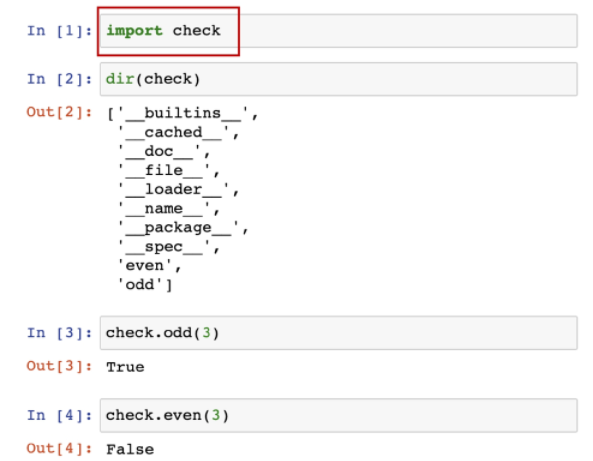 In [1]: import check
In [2]: dir(check)
Out[2]: ['__builtins__',
'__cached__',
'__doc__',
'__file__',
'__loader__',
'__name__',
'__package__',
'__spec__',
'even',
'odd']
In [3]: check.odd(3)
Out[3]: True
In [4]: check.even(3)
Out[4]: False